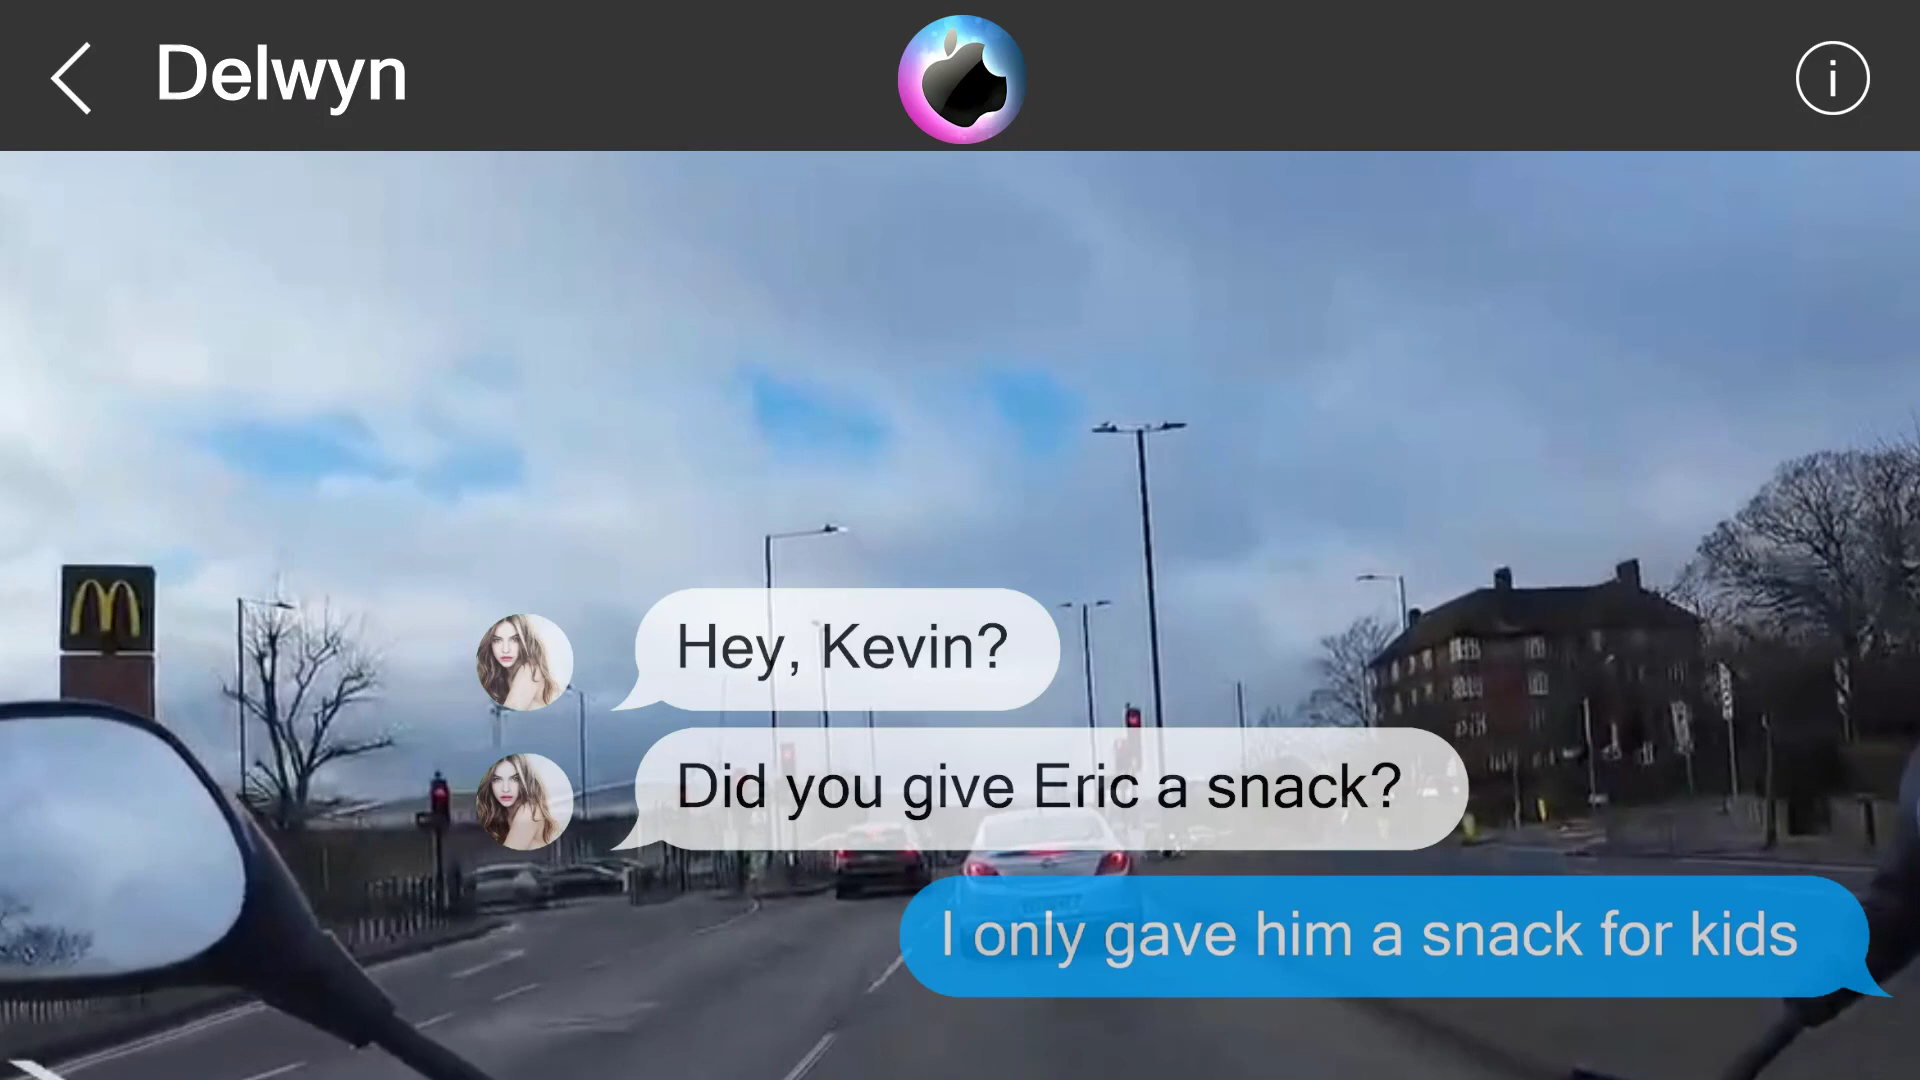 Delwyn
Hey, Kevin?
Did you give Eric a snack?
I only gave him a snack for kids